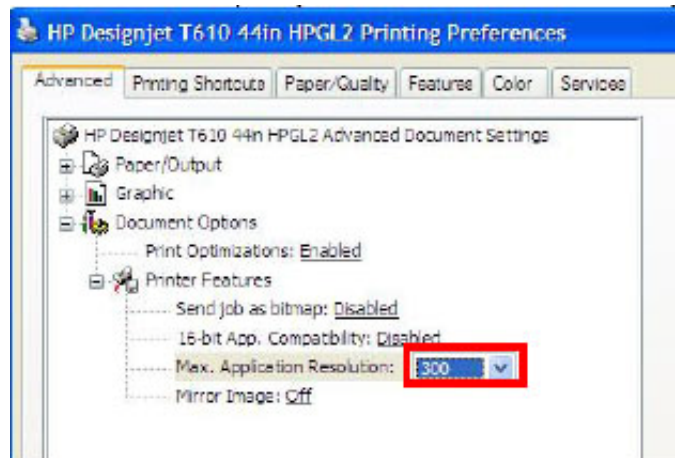 HP Designjet T610 44in HPGL2 Printing Preferences
Advanced Printing Shortcuts Paper/Quality Features Color Services
HP Designjet T610 44in HPGL2 Advanced Document Settings
Paper/Output
Graphic
Document Options
Print Optimizations: Enabled
Printer Features
Send job as bitmap: Disabled
16-bit App. Compatibility: Disabled
Max. Application Resolution: 300
Mirror Image: Off